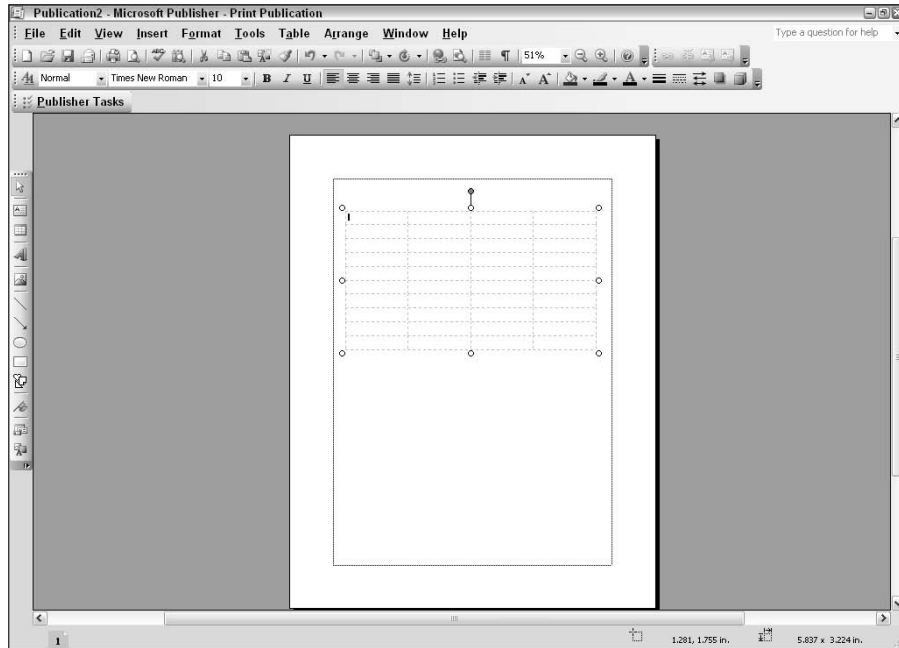 Publication2 - Microsoft Publisher - Print Publication
File Edit View Insert Format Tools Table Arrange Window Help Type a question for help
51%
Normal Times New Roman 10 B I U A A A
Publisher Tasks
1 1.281, 1.755 in. 5.837 x 3.224 in.